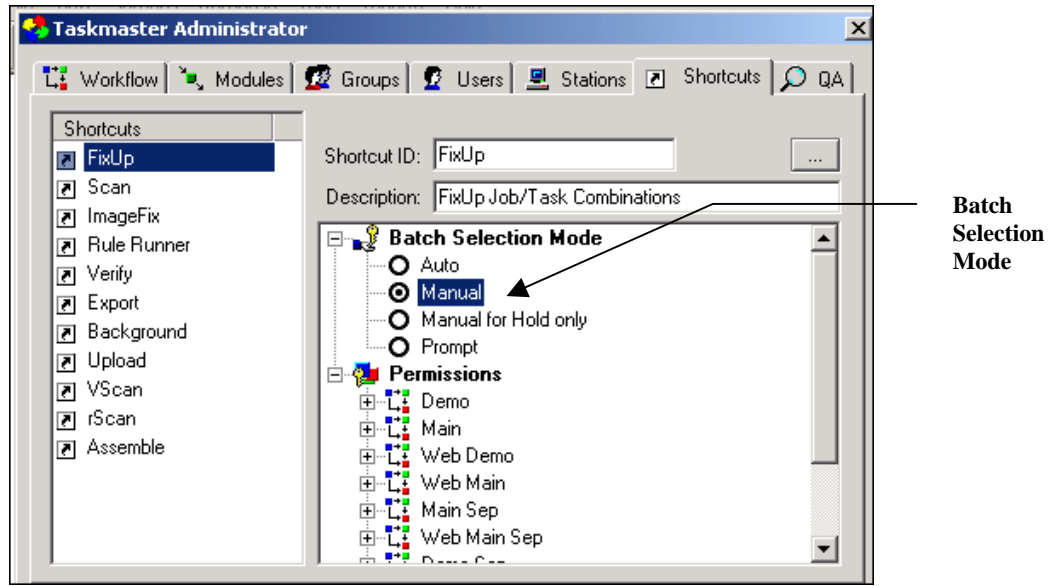 Taskmaster Administrator
Workflow Modules Groups Users Stations Shortcuts QA
Shortcuts
FixUp
Scan
ImageFix
Rule Runner
Verify
Export
Background
Upload
VScan
rScan
Assemble
Shortcut ID: FixUp ...
Description: FixUp Job/Task Combinations
Batch Selection Mode
Auto
Manual
Manual for Hold only
Prompt
Permissions
Demo
Main
Web Demo
Web Main
Main Sep
Web Main Sep
Batch
Selection
Mode